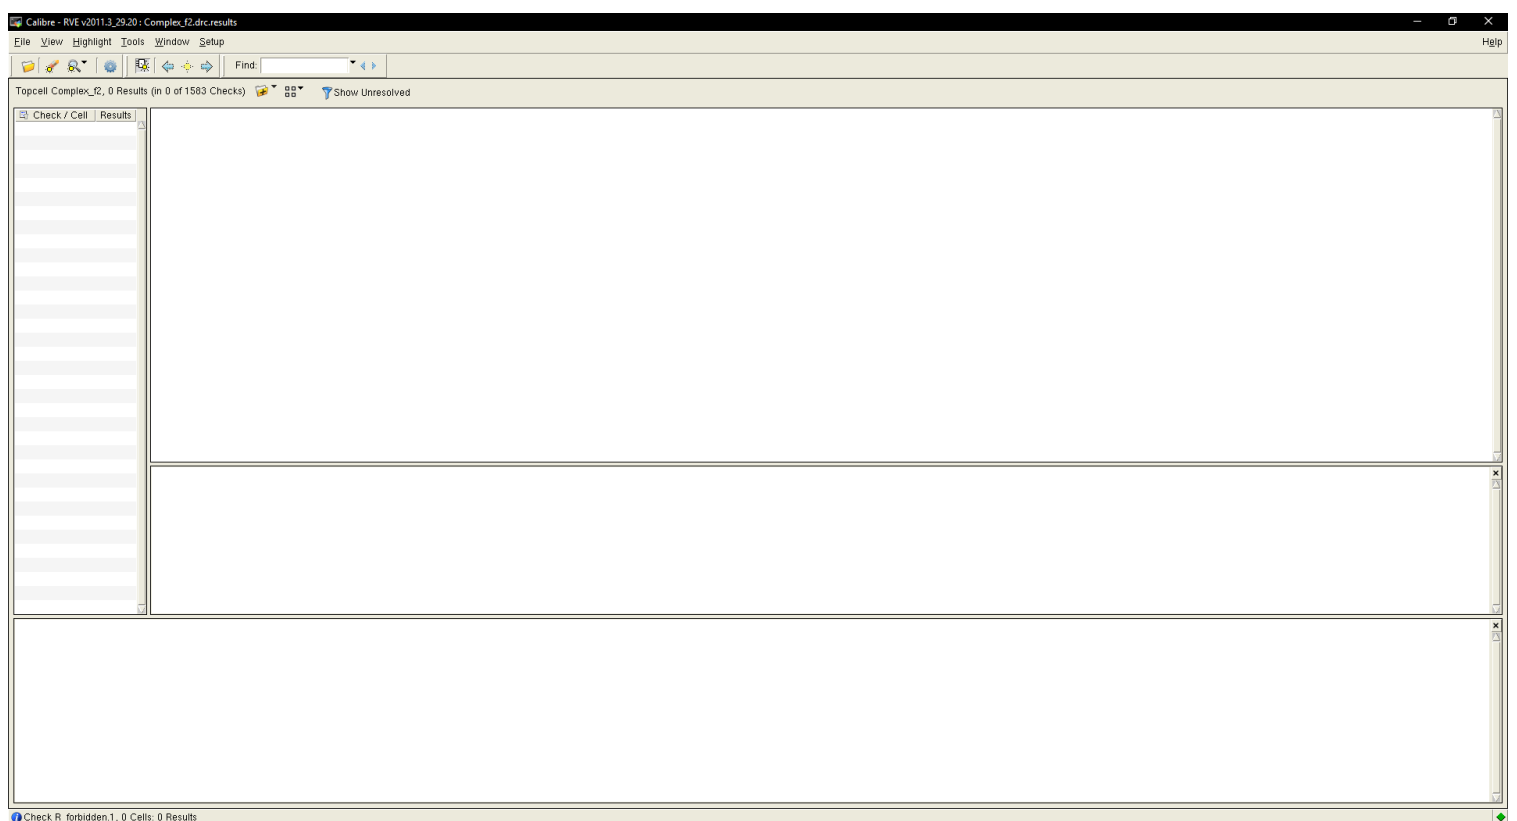 Calibre - RVE v2011.3_29.20 : Complex_f2.drc.results
File View Highlight Tools Window Setup Help
Find:
Topcell Complex_f2, 0 Results (in 0 of 1583 Checks) Show Unresolved
Check / Cell Results
Check R_forbidden.1, 0 Cells: 0 Results